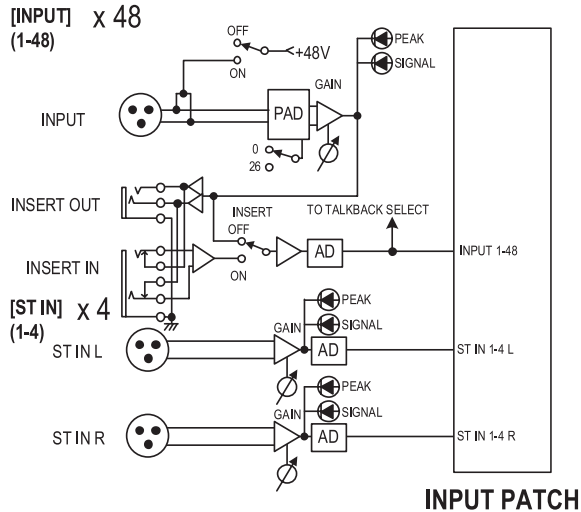 [INPUT] x 48
(1-48)
OFF
+48V
ON
PEAK
SIGNAL
GAIN
INPUT
PAD
0
26
INSERT OUT
INSERT
OFF
TO TALKBACK SELECT
AD
INPUT 1-48
INSERT IN
ON
[ST IN] x 4
(1-4)
PEAK
SIGNAL
GAIN
ST IN L
AD
ST IN 1-4 L
PEAK
SIGNAL
GAIN
ST IN R
AD
ST IN 1-4 R
INPUT PATCH